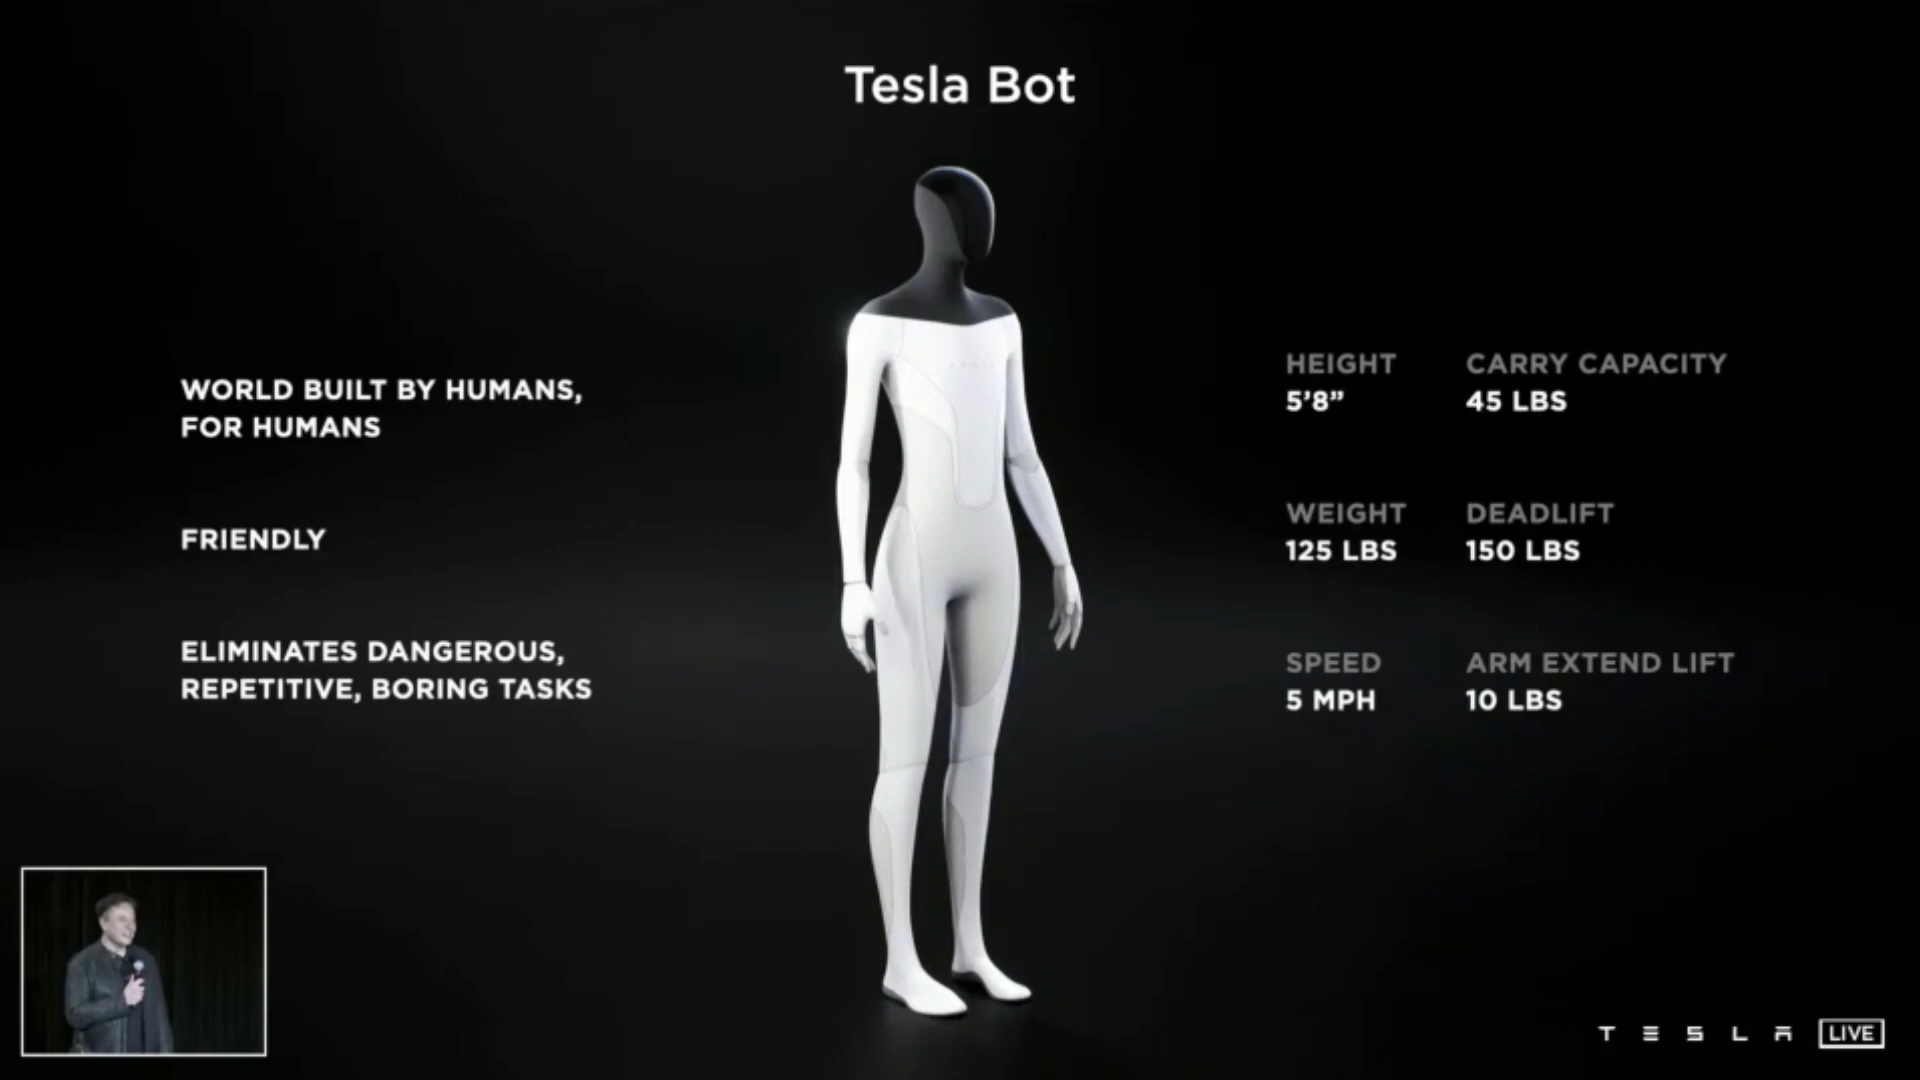 Tesla Bot
WORLD BUILT BY HUMANS,
FOR HUMANS
FRIENDLY
ELIMINATES DANGEROUS,
REPETITIVE, BORING TASKS
HEIGHT
5’8”
CARRY CAPACITY
45 LBS
WEIGHT
125 LBS
DEADLIFT
150 LBS
SPEED
5 MPH
ARM EXTEND LIFT
10 LBS
TESLA LIVE